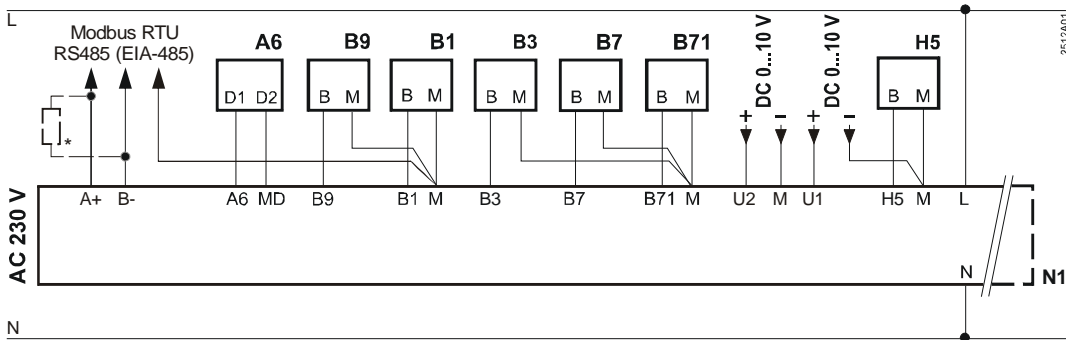 L
Modbus RTU
RS485 (EIA-485)
A6 B9 B1 B3 B7 B71 H5
DC 0...10 V
DC 0...10 V
2512A01
D1 D2 B M B M B M B M B M B M
+ - + -
*
A+ B- A6 MD B9 B1 M B3 B7 B71 M U2 M U1 H5 M L
AC 230 V
N
N1
N